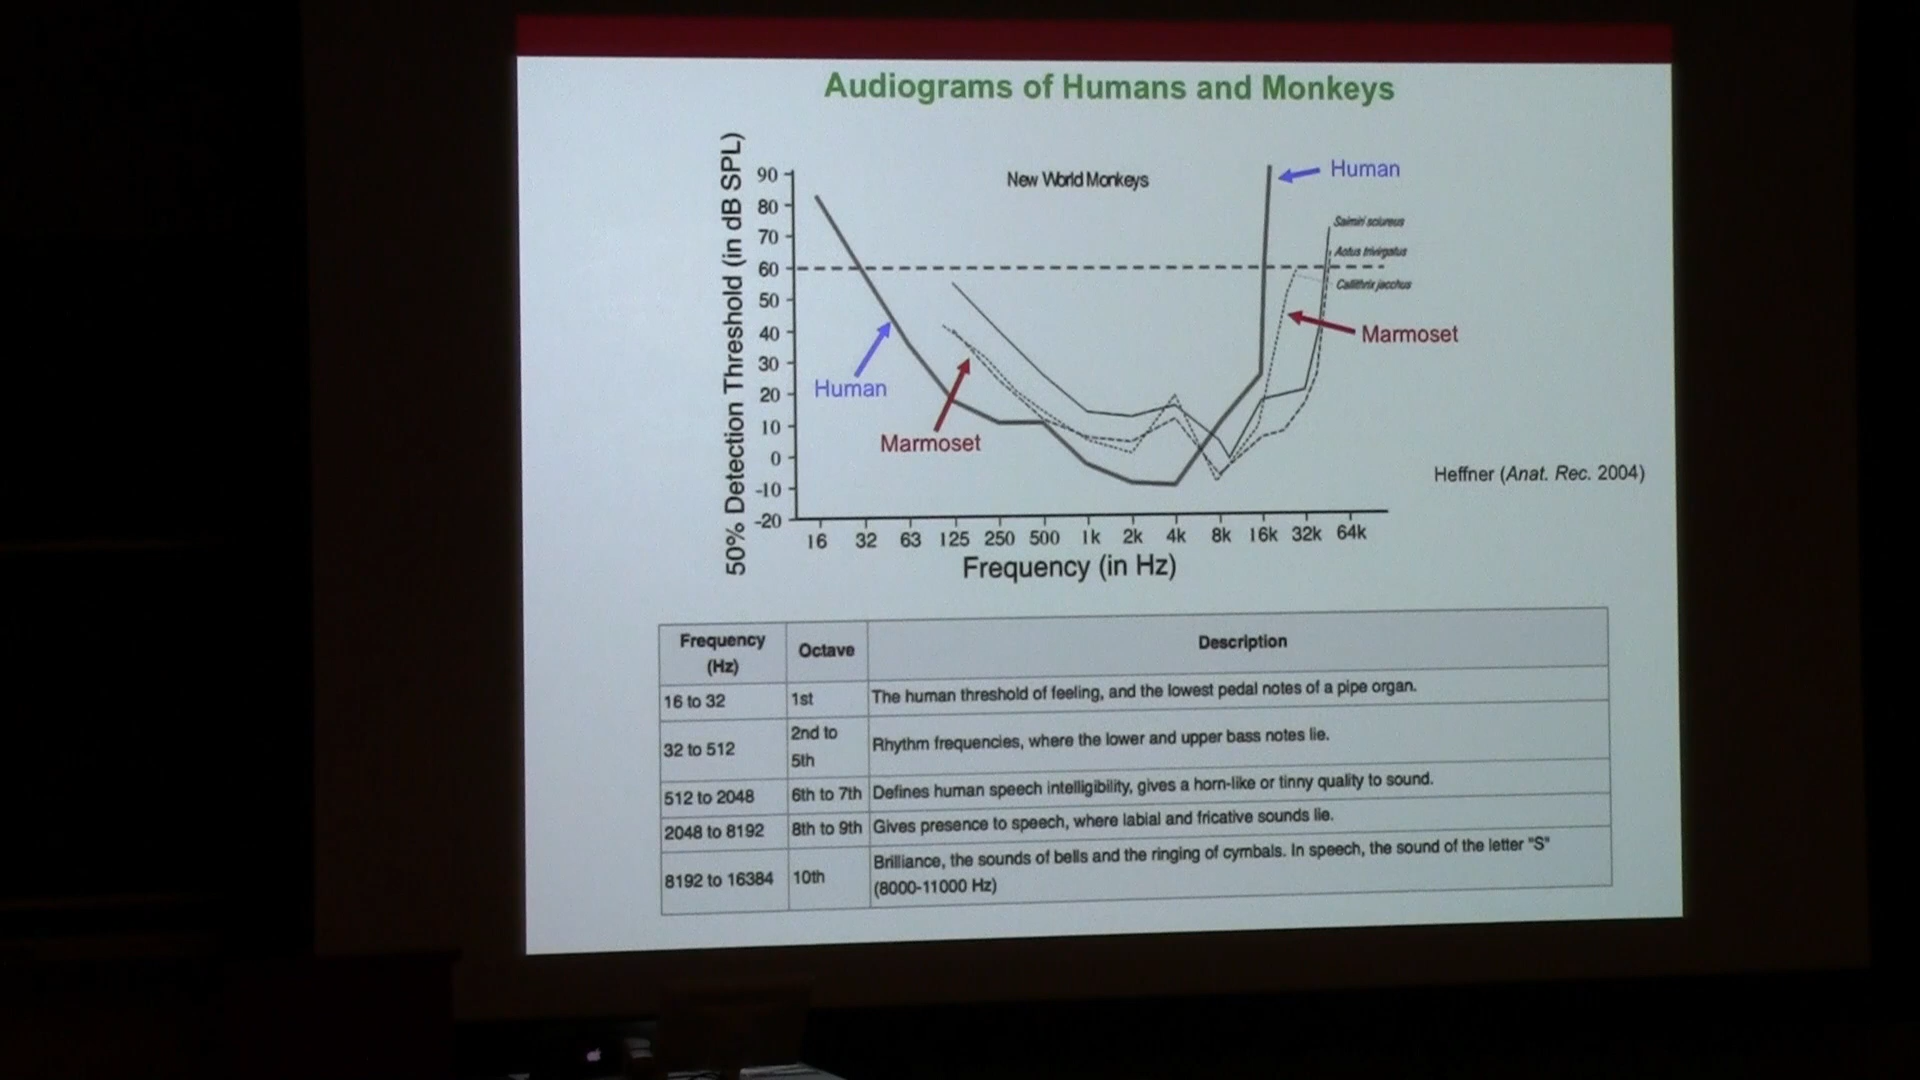 Audiograms of Humans and Monkeys
50% Detection Threshold (in dB SPL)
90
80
70
60
50
40
30
20
10
0
-10
-20
New World Monkeys
Human
Saimiri sciureus
Aotus trivirgatus
Callithrix jacchus
Marmoset
Human
Marmoset
Heffner (Anat. Rec. 2004)
16 32 63 125 250 500 1k 2k 4k 8k 16k 32k 64k
Frequency (in Hz)
Frequency
(Hz)
Octave
Description
16 to 32
1st
The human threshold of feeling, and the lowest pedal notes of a pipe organ.
32 to 512
2nd to
5th
Rhythm frequencies, where the lower and upper bass notes lie.
512 to 2048
6th to 7th
Defines human speech intelligibility, gives a horn-like or tinny quality to sound.
2048 to 8192
8th to 9th
Gives presence to speech, where labial and fricative sounds lie.
8192 to 16384
10th
Brilliance, the sounds of bells and the ringing of cymbals. In speech, the sound of the letter "S"
(8000-11000 Hz)